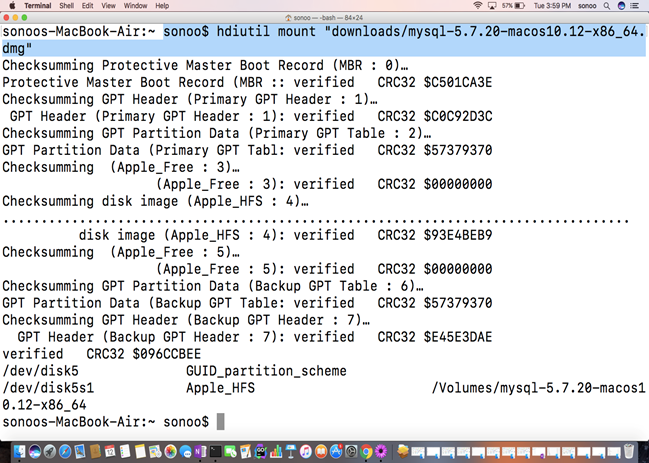 Terminal Shell Edit View Window Help 57% Tue 3:59 PM sonoo
sonoo — -bash — 84×24
sonoos-MacBook-Air:~ sonoo$ hdiutil mount "downloads/mysql-5.7.20-macos10.12-x86_64.
dmg"
Checksumming Protective Master Boot Record (MBR : 0)…
Protective Master Boot Record (MBR :: verified   CRC32 $C501CA3E
Checksumming GPT Header (Primary GPT Header : 1)…
 GPT Header (Primary GPT Header : 1): verified   CRC32 $C0C92D3C
Checksumming GPT Partition Data (Primary GPT Table : 2)…
GPT Partition Data (Primary GPT Tabl: verified   CRC32 $57379370
Checksumming  (Apple_Free : 3)…
                    (Apple_Free : 3): verified   CRC32 $00000000
Checksumming disk image (Apple_HFS : 4)…
................................................................................
          disk image (Apple_HFS : 4): verified   CRC32 $93E4BEB9
Checksumming  (Apple_Free : 5)…
                    (Apple_Free : 5): verified   CRC32 $00000000
Checksumming GPT Partition Data (Backup GPT Table : 6)…
GPT Partition Data (Backup GPT Table: verified   CRC32 $57379370
Checksumming GPT Header (Backup GPT Header : 7)…
  GPT Header (Backup GPT Header : 7): verified   CRC32 $E45E3DAE
verified   CRC32 $096CCBEE
/dev/disk5              GUID_partition_scheme
/dev/disk5s1            Apple_HFS                       /Volumes/mysql-5.7.20-macos1
0.12-x86_64
sonoos-MacBook-Air:~ sonoo$